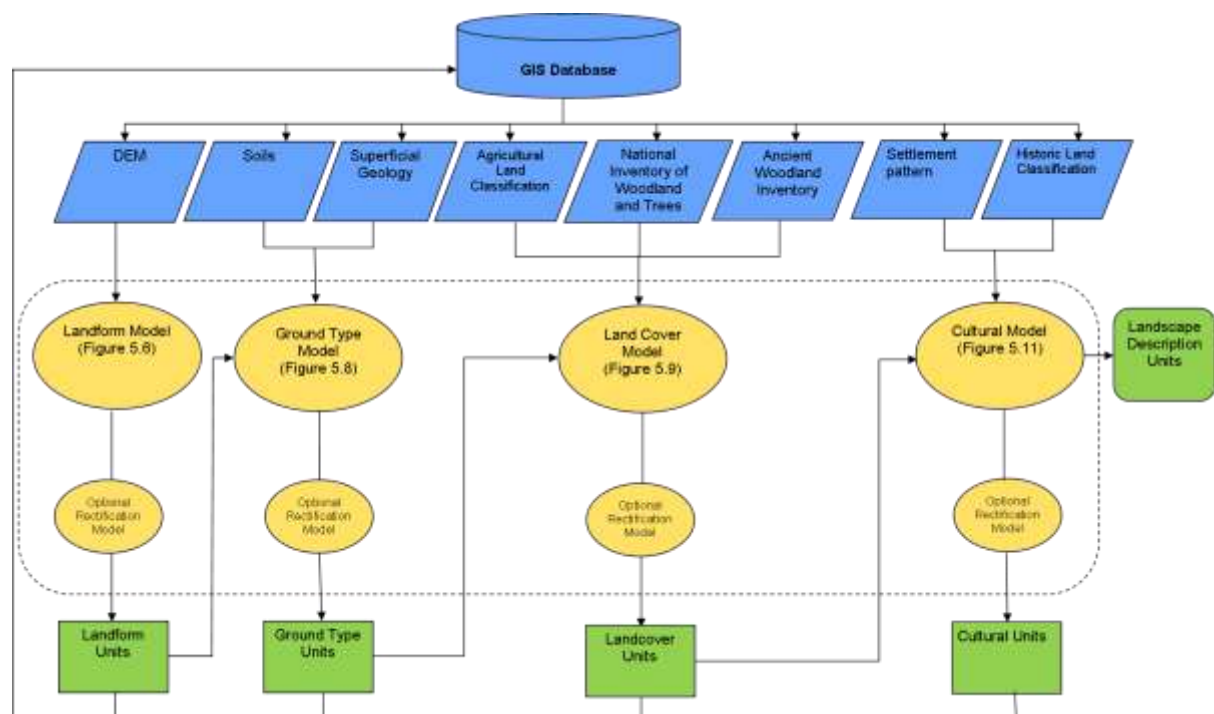 GIS Database
DEM
Soils
Superficial
Geology
Agricultural
Land
Classification
National
Inventory of
Woodland
and Trees
Ancient
Woodland
Inventory
Settlement
pattern
Historic Land
Classification
Landform Model
(Figure 5.6)
Ground Type
Model
(Figure 5.8)
Land Cover
Model
(Figure 5.9)
Cultural Model
(Figure 5.11)
Landscape
Description
Units
Optional
Rectification
Model
Optional
Rectification
Model
Optional
Rectification
Model
Optional
Rectification
Model
Landform
Units
Ground Type
Units
Landcover
Units
Cultural Units